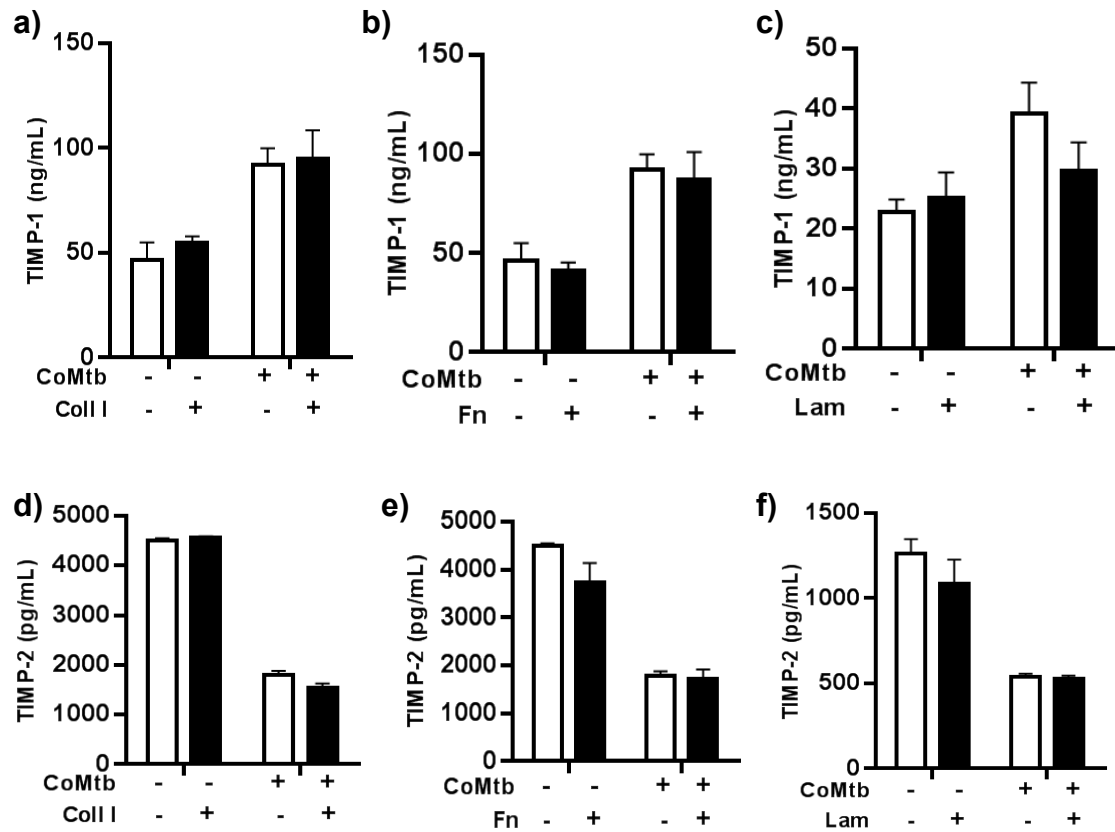 a)
TIMP-1 (ng/mL)
150
100
50
0
CoMtb - - + +
Coll I - + - +
b)
TIMP-1 (ng/mL)
150
100
50
0
CoMtb - - + +
Fn - + - +
c)
TIMP-1 (ng/mL)
50
40
30
20
10
0
CoMtb - - + +
Lam - + - +
d)
TIMP-2 (pg/mL)
5000
4000
3000
2000
1000
0
CoMtb - - + +
Coll I - + - +
e)
TIMP-2 (pg/mL)
5000
4000
3000
2000
1000
0
CoMtb - - + +
Fn - + - +
f)
TIMP-2 (pg/mL)
1500
1000
500
0
CoMtb - - + +
Lam - + - +